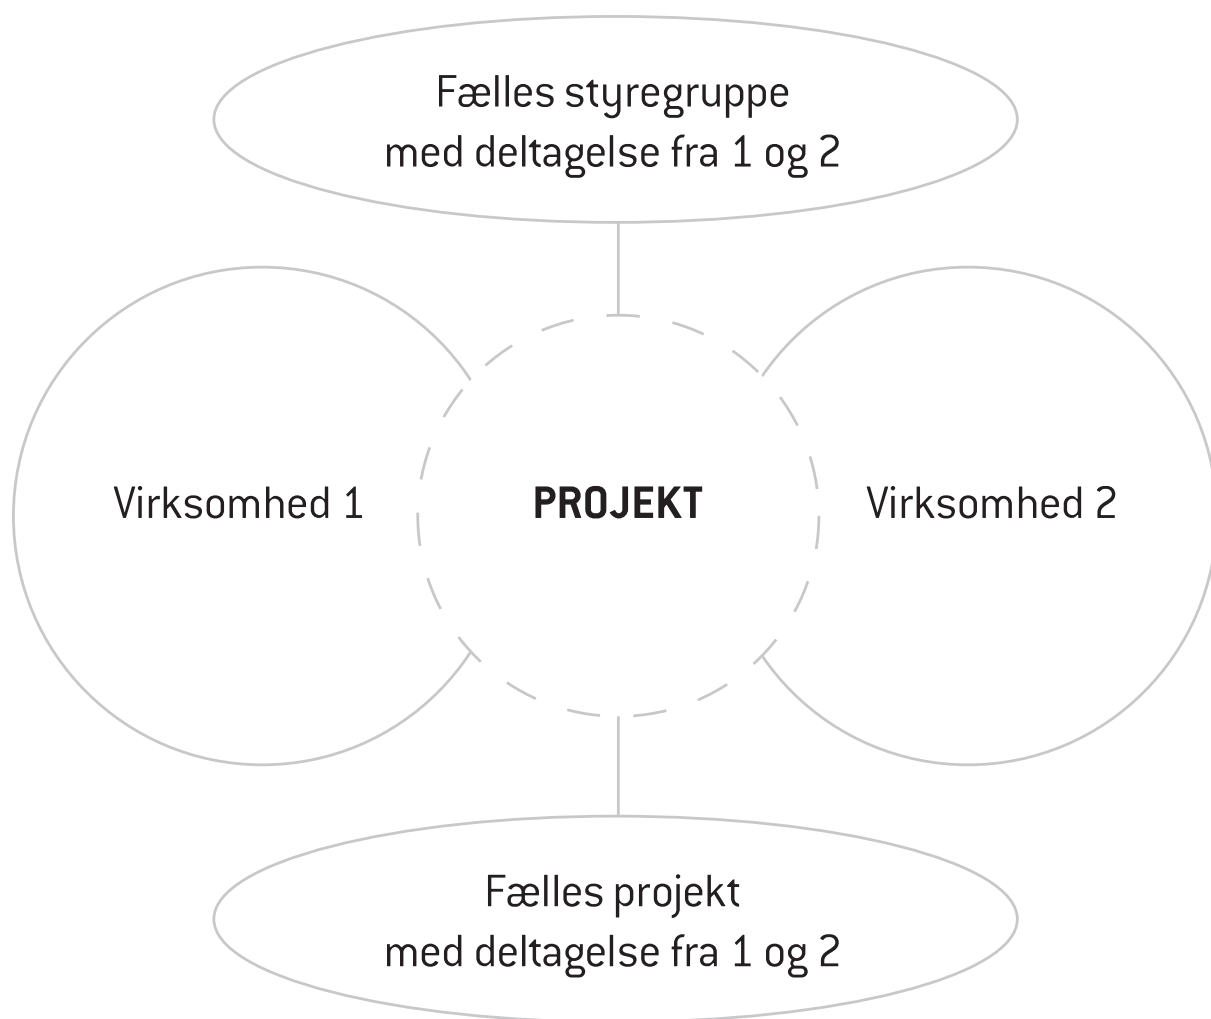 Fælles styregruppe
med deltagelse fra 1 og 2
Virksomhed 1
PROJEKT
Virksomhed 2
Fælles projekt
med deltagelse fra 1 og 2